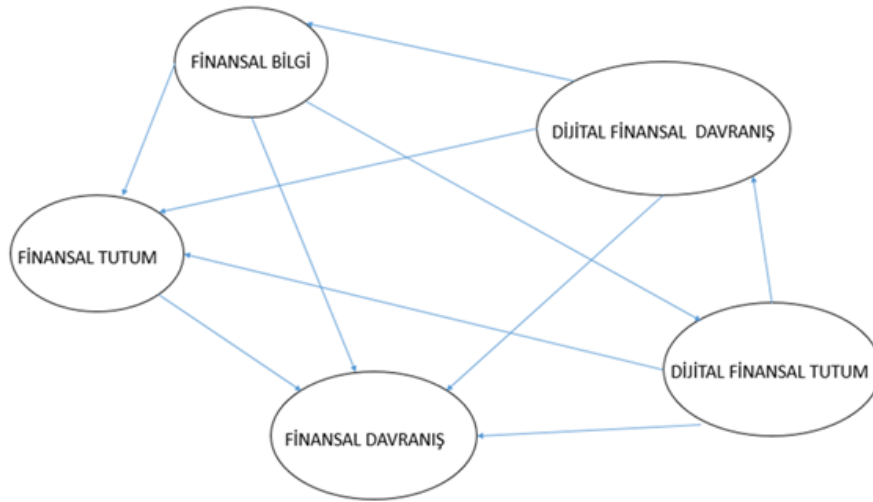 FİNANSAL BİLGİ
DİJİTAL FİNANSAL DAVRANIŞ
FİNANSAL TUTUM
DİJİTAL FİNANSAL TUTUM
FİNANSAL DAVRANIŞ